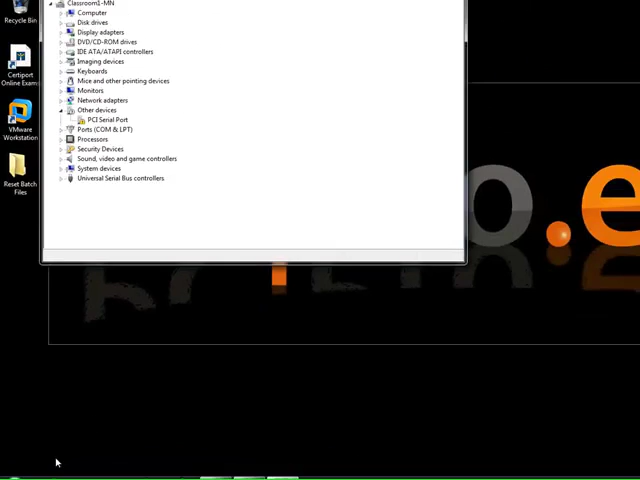 Classroom1-MN
Computer
Disk drives
Display adapters
DVD/CD-ROM drives
IDE ATA/ATAPI controllers
Imaging devices
Keyboards
Mice and other pointing devices
Monitors
Network adapters
Other devices
PCI Serial Port
Ports (COM & LPT)
Processors
Security Devices
Sound, video and game controllers
System devices
Universal Serial Bus controllers
Recycle Bin
Certiport
Online Exam
VMware
Workstation
Reset Batch
Files
o.e